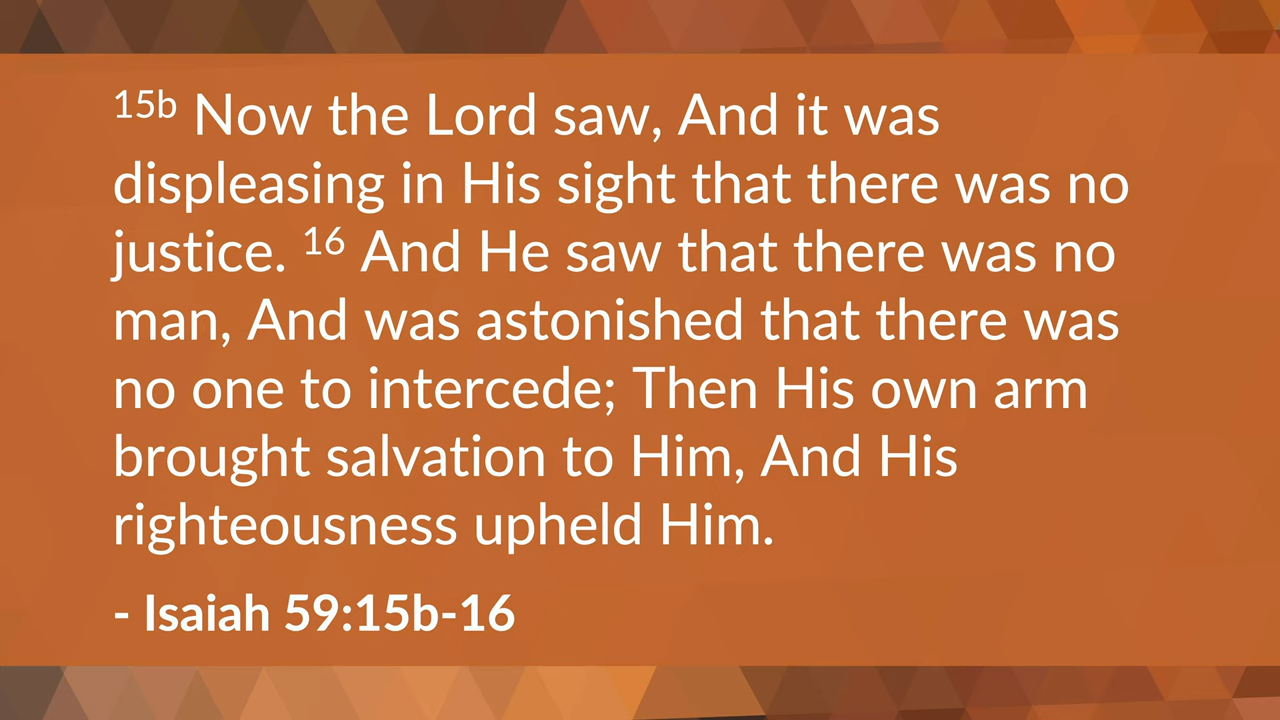 15b Now the Lord saw, And it was
displeasing in His sight that there was no
justice. 16 And He saw that there was no
man, And was astonished that there was
no one to intercede; Then His own arm
brought salvation to Him, And His
righteousness upheld Him.
- Isaiah 59:15b-16